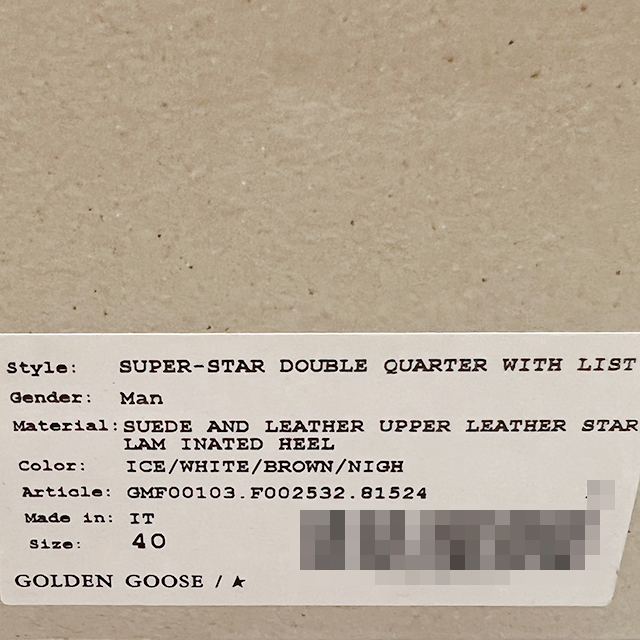 Style: SUPER-STAR DOUBLE QUARTER WITH LIST
Gender: Man
Material: SUEDE AND LEATHER UPPER LEATHER STAR
LAM INATED HEEL
Color: ICE/WHITE/BROWN/NIGH
Article: GMF00103.F002532.81524
Made in: IT
Size: 40
GOLDEN GOOSE / ★